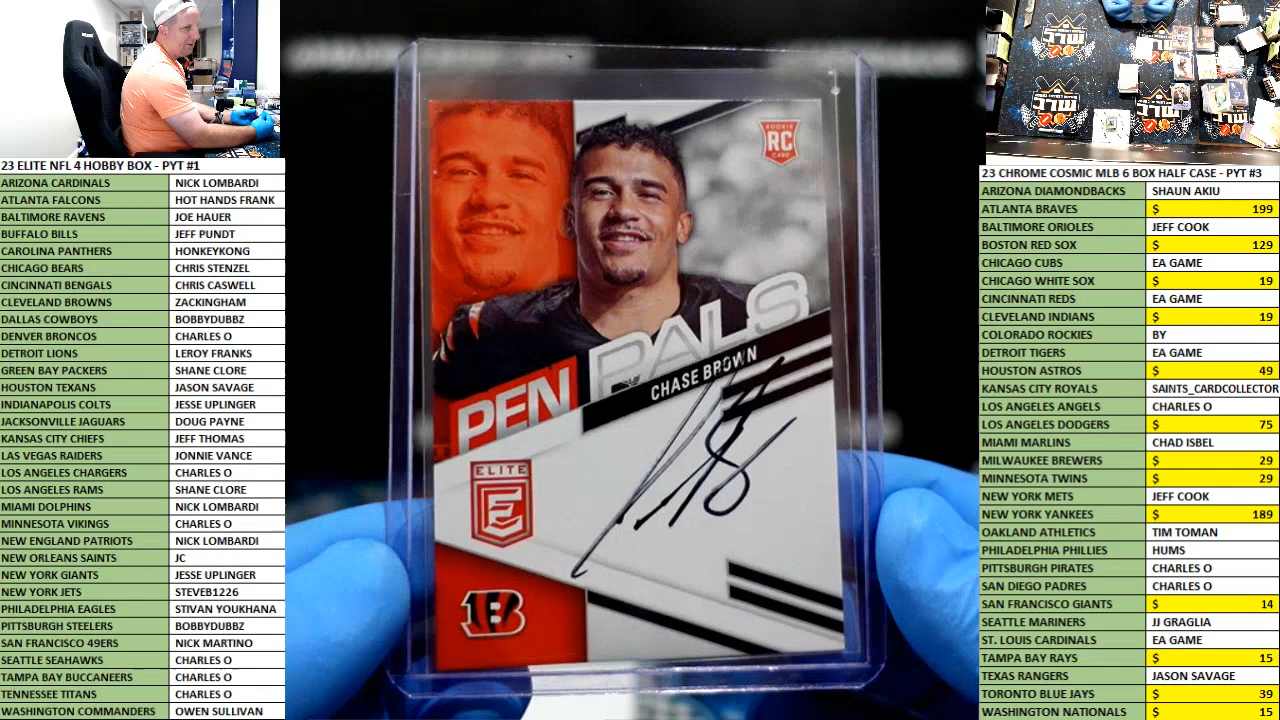 23 ELITE NFL 4 HOBBY BOX - PYT #1
ARIZONA CARDINALS NICK LOMBARDI
ATLANTA FALCONS HOT HANDS FRANK
BALTIMORE RAVENS JOE HAUER
BUFFALO BILLS JEFF PUNDT
CAROLINA PANTHERS HONKEYKONG
CHICAGO BEARS CHRIS STENZEL
CINCINNATI BENGALS CHRIS CASWELL
CLEVELAND BROWNS ZACKINGHAM
DALLAS COWBOYS BOBBYDUBBZ
DENVER BRONCOS CHARLES O
DETROIT LIONS LEROY FRANKS
GREEN BAY PACKERS SHANE CLORE
HOUSTON TEXANS JASON SAVAGE
INDIANAPOLIS COLTS JESSE UPLINGER
JACKSONVILLE JAGUARS DOUG PAYNE
KANSAS CITY CHIEFS JEFF THOMAS
LAS VEGAS RAIDERS JONNIE VANCE
LOS ANGELES CHARGERS CHARLES O
LOS ANGELES RAMS SHANE CLORE
MIAMI DOLPHINS NICK LOMBARDI
MINNESOTA VIKINGS CHARLES O
NEW ENGLAND PATRIOTS NICK LOMBARDI
NEW ORLEANS SAINTS JC
NEW YORK GIANTS JESSE UPLINGER
NEW YORK JETS STEVEB1226
PHILADELPHIA EAGLES STIVAN YOUKHANA
PITTSBURGH STEELERS BOBBYDUBBZ
SAN FRANCISCO 49ERS NICK MARTINO
SEATTLE SEAHAWKS CHARLES O
TAMPA BAY BUCCANEERS CHARLES O
TENNESSEE TITANS CHARLES O
WASHINGTON COMMANDERS OWEN SULLIVAN
ROOKIE
RC
CARD
PEN PALS
CHASE BROWN
ELITE
E
B
23 CHROME COSMIC MLB 6 BOX HALF CASE - PYT #3
ARIZONA DIAMONDBACKS SHAUN AKIU
ATLANTA BRAVES $ 199
BALTIMORE ORIOLES JEFF COOK
BOSTON RED SOX $ 129
CHICAGO CUBS EA GAME
CHICAGO WHITE SOX $ 19
CINCINNATI REDS EA GAME
CLEVELAND INDIANS $ 19
COLORADO ROCKIES BY
DETROIT TIGERS EA GAME
HOUSTON ASTROS $ 49
KANSAS CITY ROYALS SAINTS_CARDCOLLECTOR
LOS ANGELES ANGELS CHARLES O
LOS ANGELES DODGERS $ 75
MIAMI MARLINS CHAD ISBEL
MILWAUKEE BREWERS $ 29
MINNESOTA TWINS $ 29
NEW YORK METS JEFF COOK
NEW YORK YANKEES $ 189
OAKLAND ATHLETICS TIM TOMAN
PHILADELPHIA PHILLIES HUMS
PITTSBURGH PIRATES CHARLES O
SAN DIEGO PADRES CHARLES O
SAN FRANCISCO GIANTS $ 14
SEATTLE MARINERS JJ GRAGLIA
ST. LOUIS CARDINALS EA GAME
TAMPA BAY RAYS $ 15
TEXAS RANGERS JASON SAVAGE
TORONTO BLUE JAYS $ 39
WASHINGTON NATIONALS $ 15